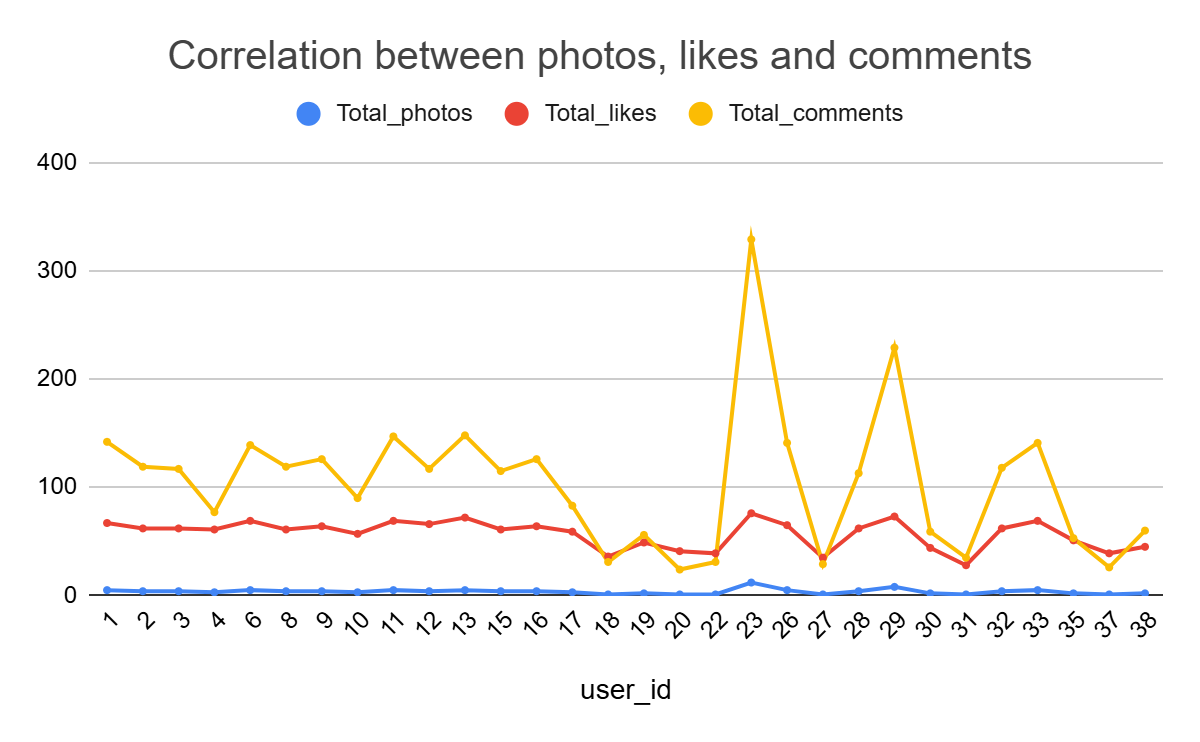 Correlation between photos, likes and comments
Total_photos Total_likes Total_comments
400
300
200
100
0
1 2 3 4 6 8 9 10 11 12 13 15 16 17 18 19 20 22 23 26 27 28 29 30 31 32 33 35 37 38
user_id